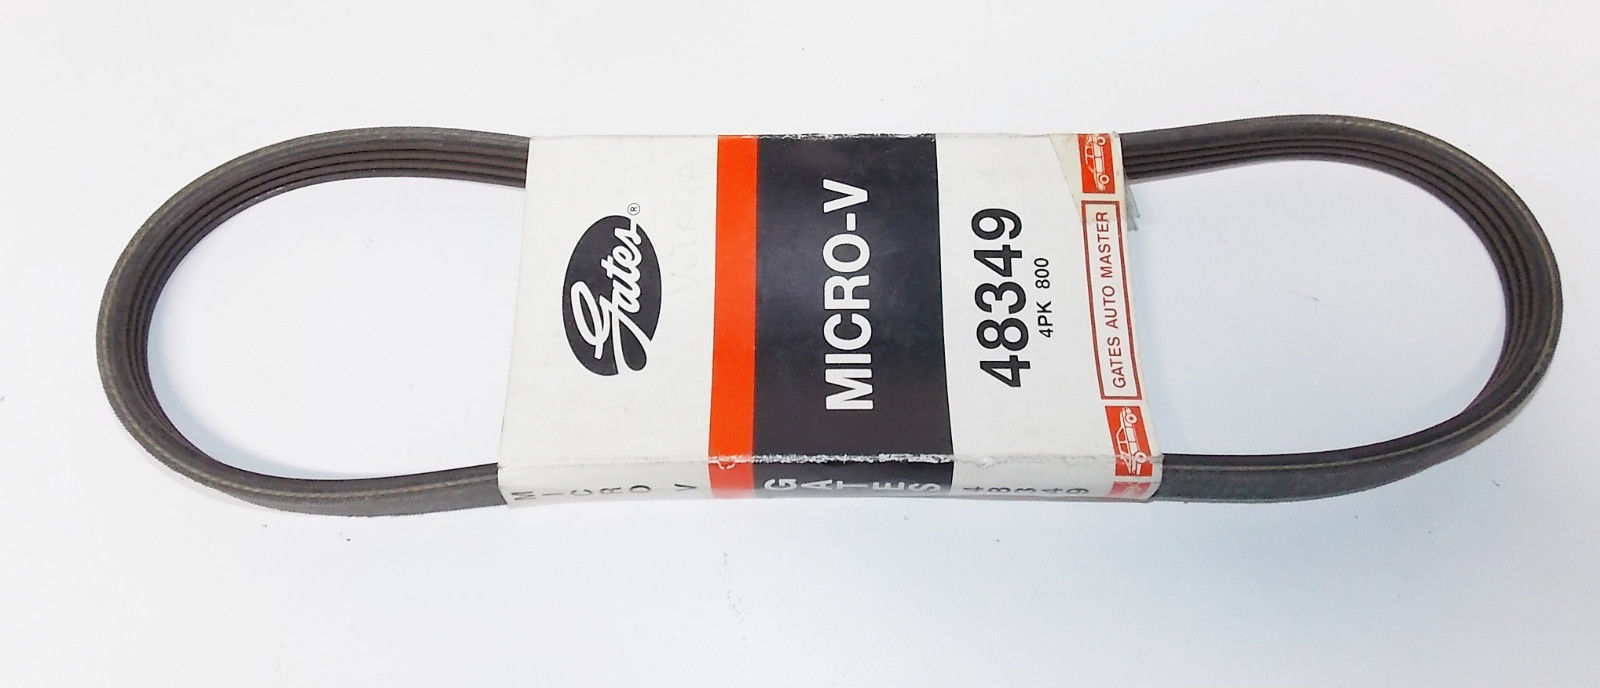 Gates®
MICRO-V
48349
4PK 800
GATES AUTO MASTER
MICRO V
GATES
48349